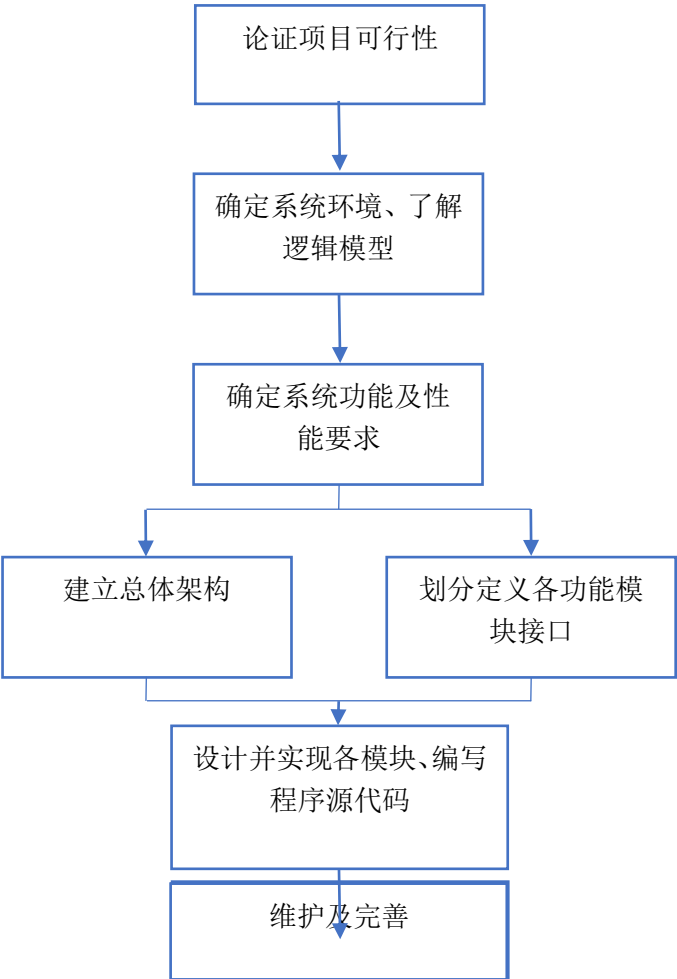 论证项目可行性
确定系统环境、了解
逻辑模型
确定系统功能及性
能要求
建立总体架构
划分定义各功能模
块接口
设计并实现各模块、编写
程序源代码
维护及完善